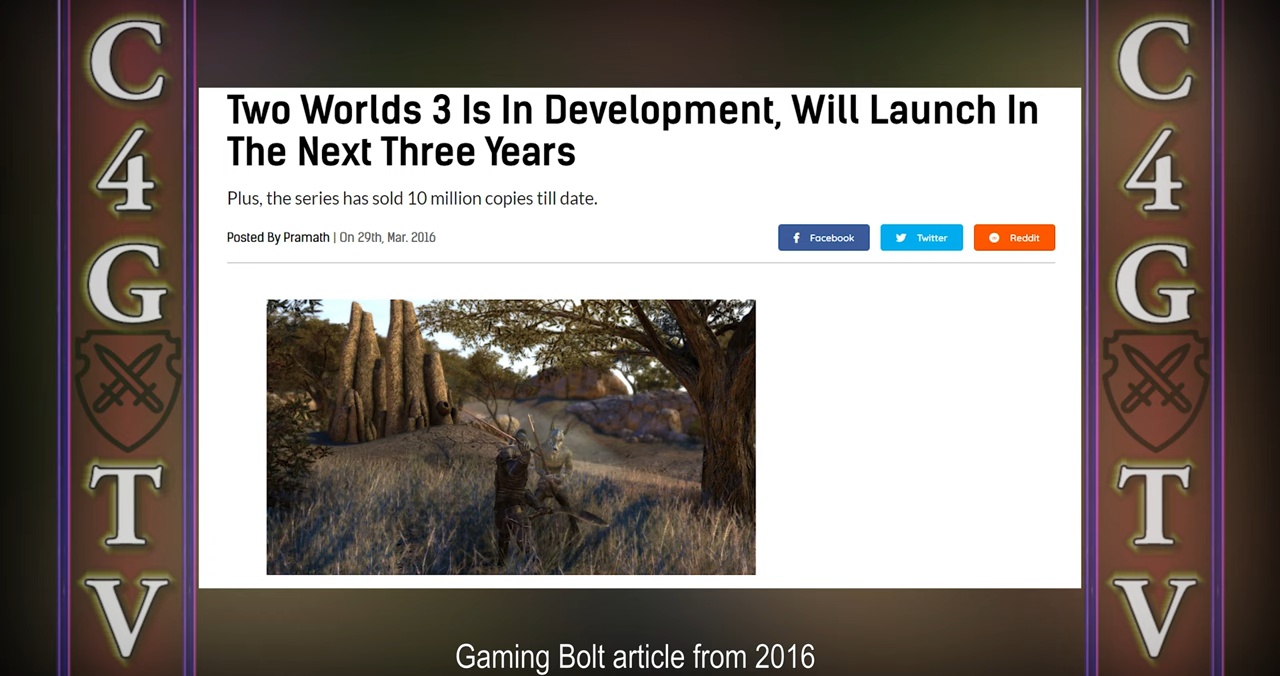 C4GTV
Two Worlds 3 Is In Development, Will Launch In
The Next Three Years
Plus, the series has sold 10 million copies till date.
Posted By Pramath | On 29th, Mar. 2016
Facebook
Twitter
Reddit
Gaming Bolt article from 2016
C4GTV